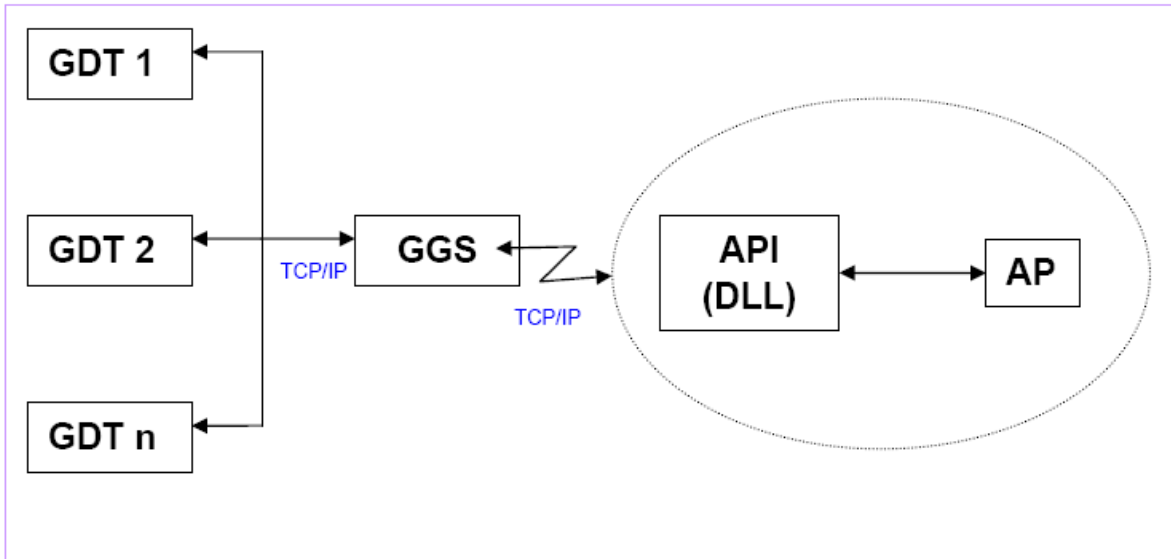 GDT 1
GDT 2
GDT n
TCP/IP
GGS
TCP/IP
API
(DLL)
AP